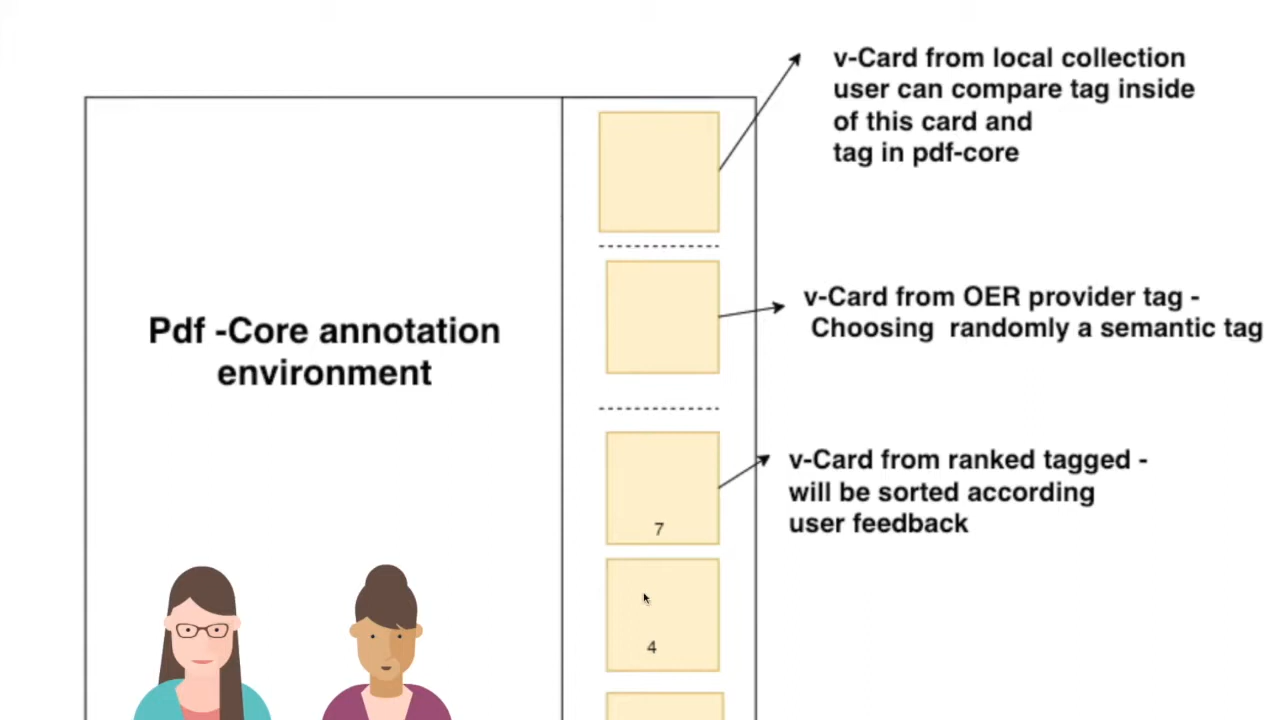 v-Card from local collection
user can compare tag inside
of this card and
tag in pdf-core
v-Card from OER provider tag -
Choosing randomly a semantic tag
Pdf -Core annotation
environment
v-Card from ranked tagged -
will be sorted according
user feedback
7
4